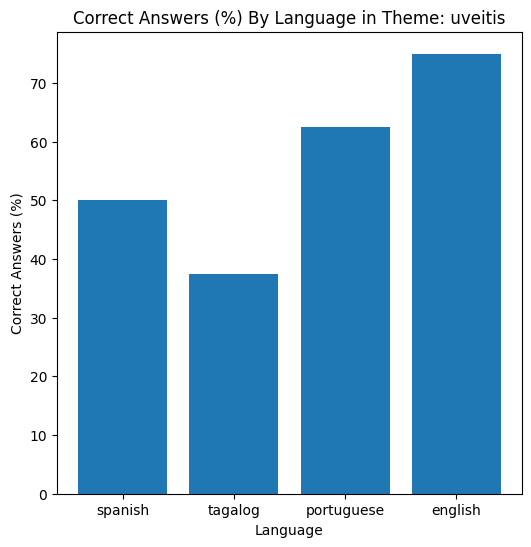 Correct Answers (%) By Language in Theme: uveitis
Correct Answers (%)
70
60
50
40
30
20
10
0
spanish tagalog portuguese english
Language